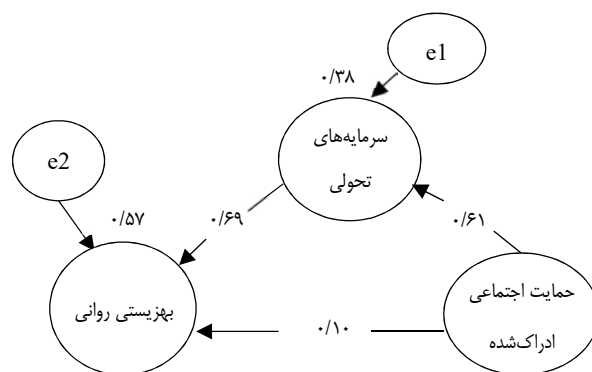 e1
۰/۳۸
سرمایه‌های
تحولی
e2
۰/۵۷
۰/۶۹
۰/۶۱
بهزیستی روانی
حمایت اجتماعی
ادراک‌شده
۰/۱۰